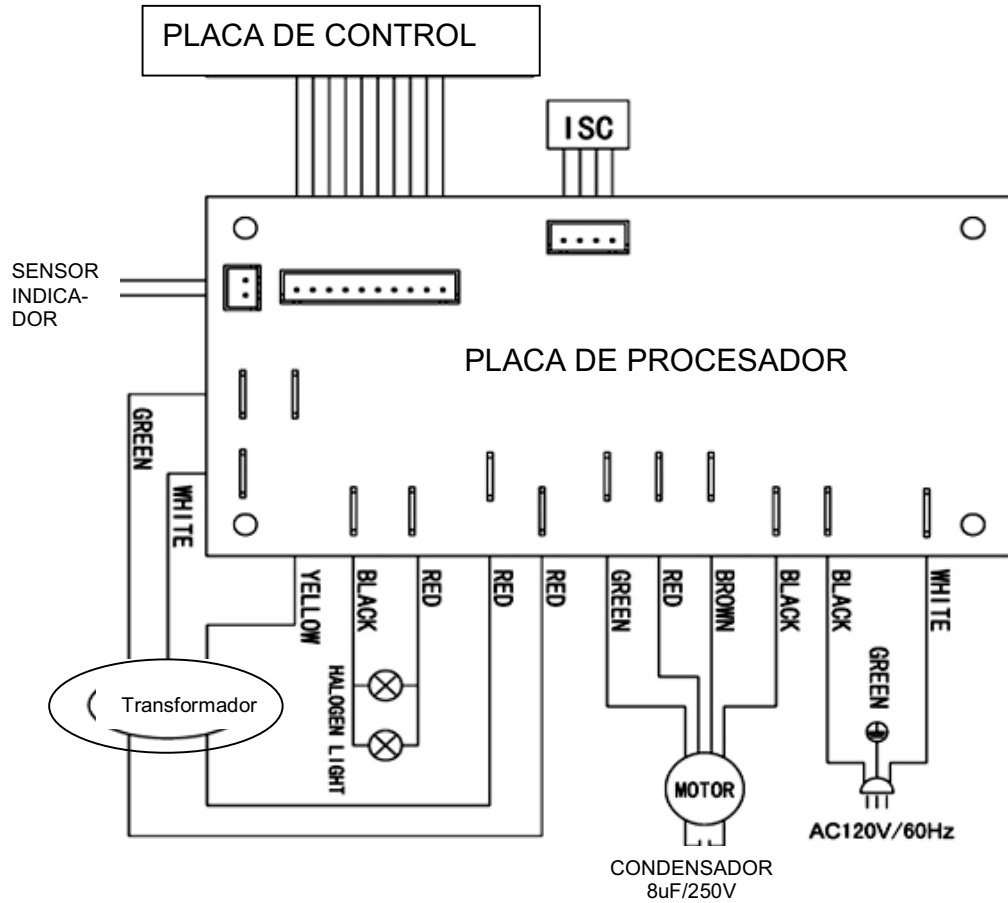 PLACA DE CONTROL
ISC
SENSOR
INDICA-
DOR
PLACA DE PROCESADOR
GREEN
WHITE
YELLOW
BLACK
RED
RED
RED
GREEN
RED
BROWN
BLACK
BLACK
WHITE
GREEN
Transformador
HALOGEN LIGHT
MOTOR
AC120V/60Hz
CONDENSADOR
8uF/250V